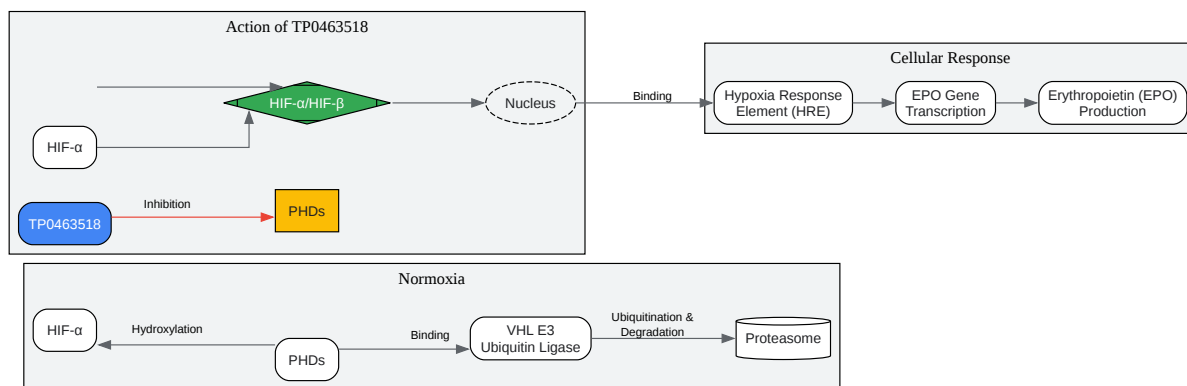 Action of TP0463518
HIF-α/HIF-β
Nucleus
HIF-α
Inhibition
TP0463518
PHDs
Binding
Cellular Response
Hypoxia Response
Element (HRE)
EPO Gene
Transcription
Erythropoietin (EPO)
Production
Normoxia
HIF-α
Hydroxylation
PHDs
Binding
VHL E3
Ubiquitin Ligase
Ubiquitination &
Degradation
Proteasome